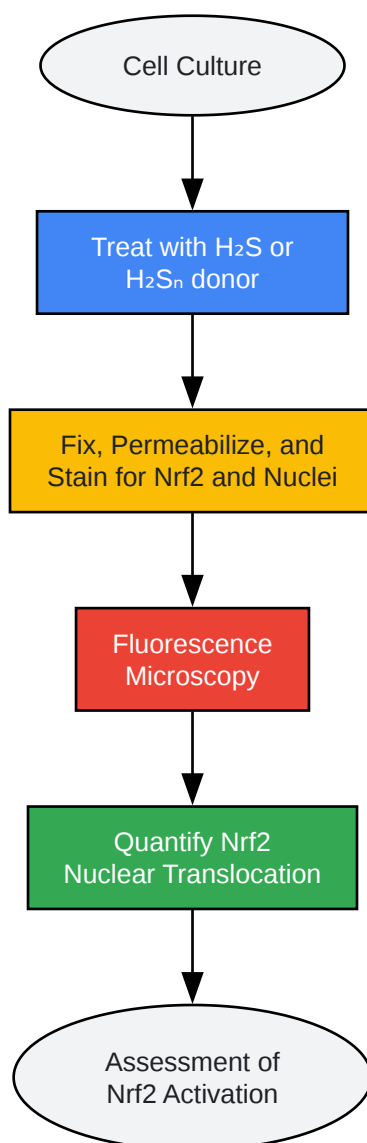 Cell Culture
Treat with H₂S or
H₂Sₙ donor
Fix, Permeabilize, and
Stain for Nrf2 and Nuclei
Fluorescence
Microscopy
Quantify Nrf2
Nuclear Translocation
Assessment of
Nrf2 Activation